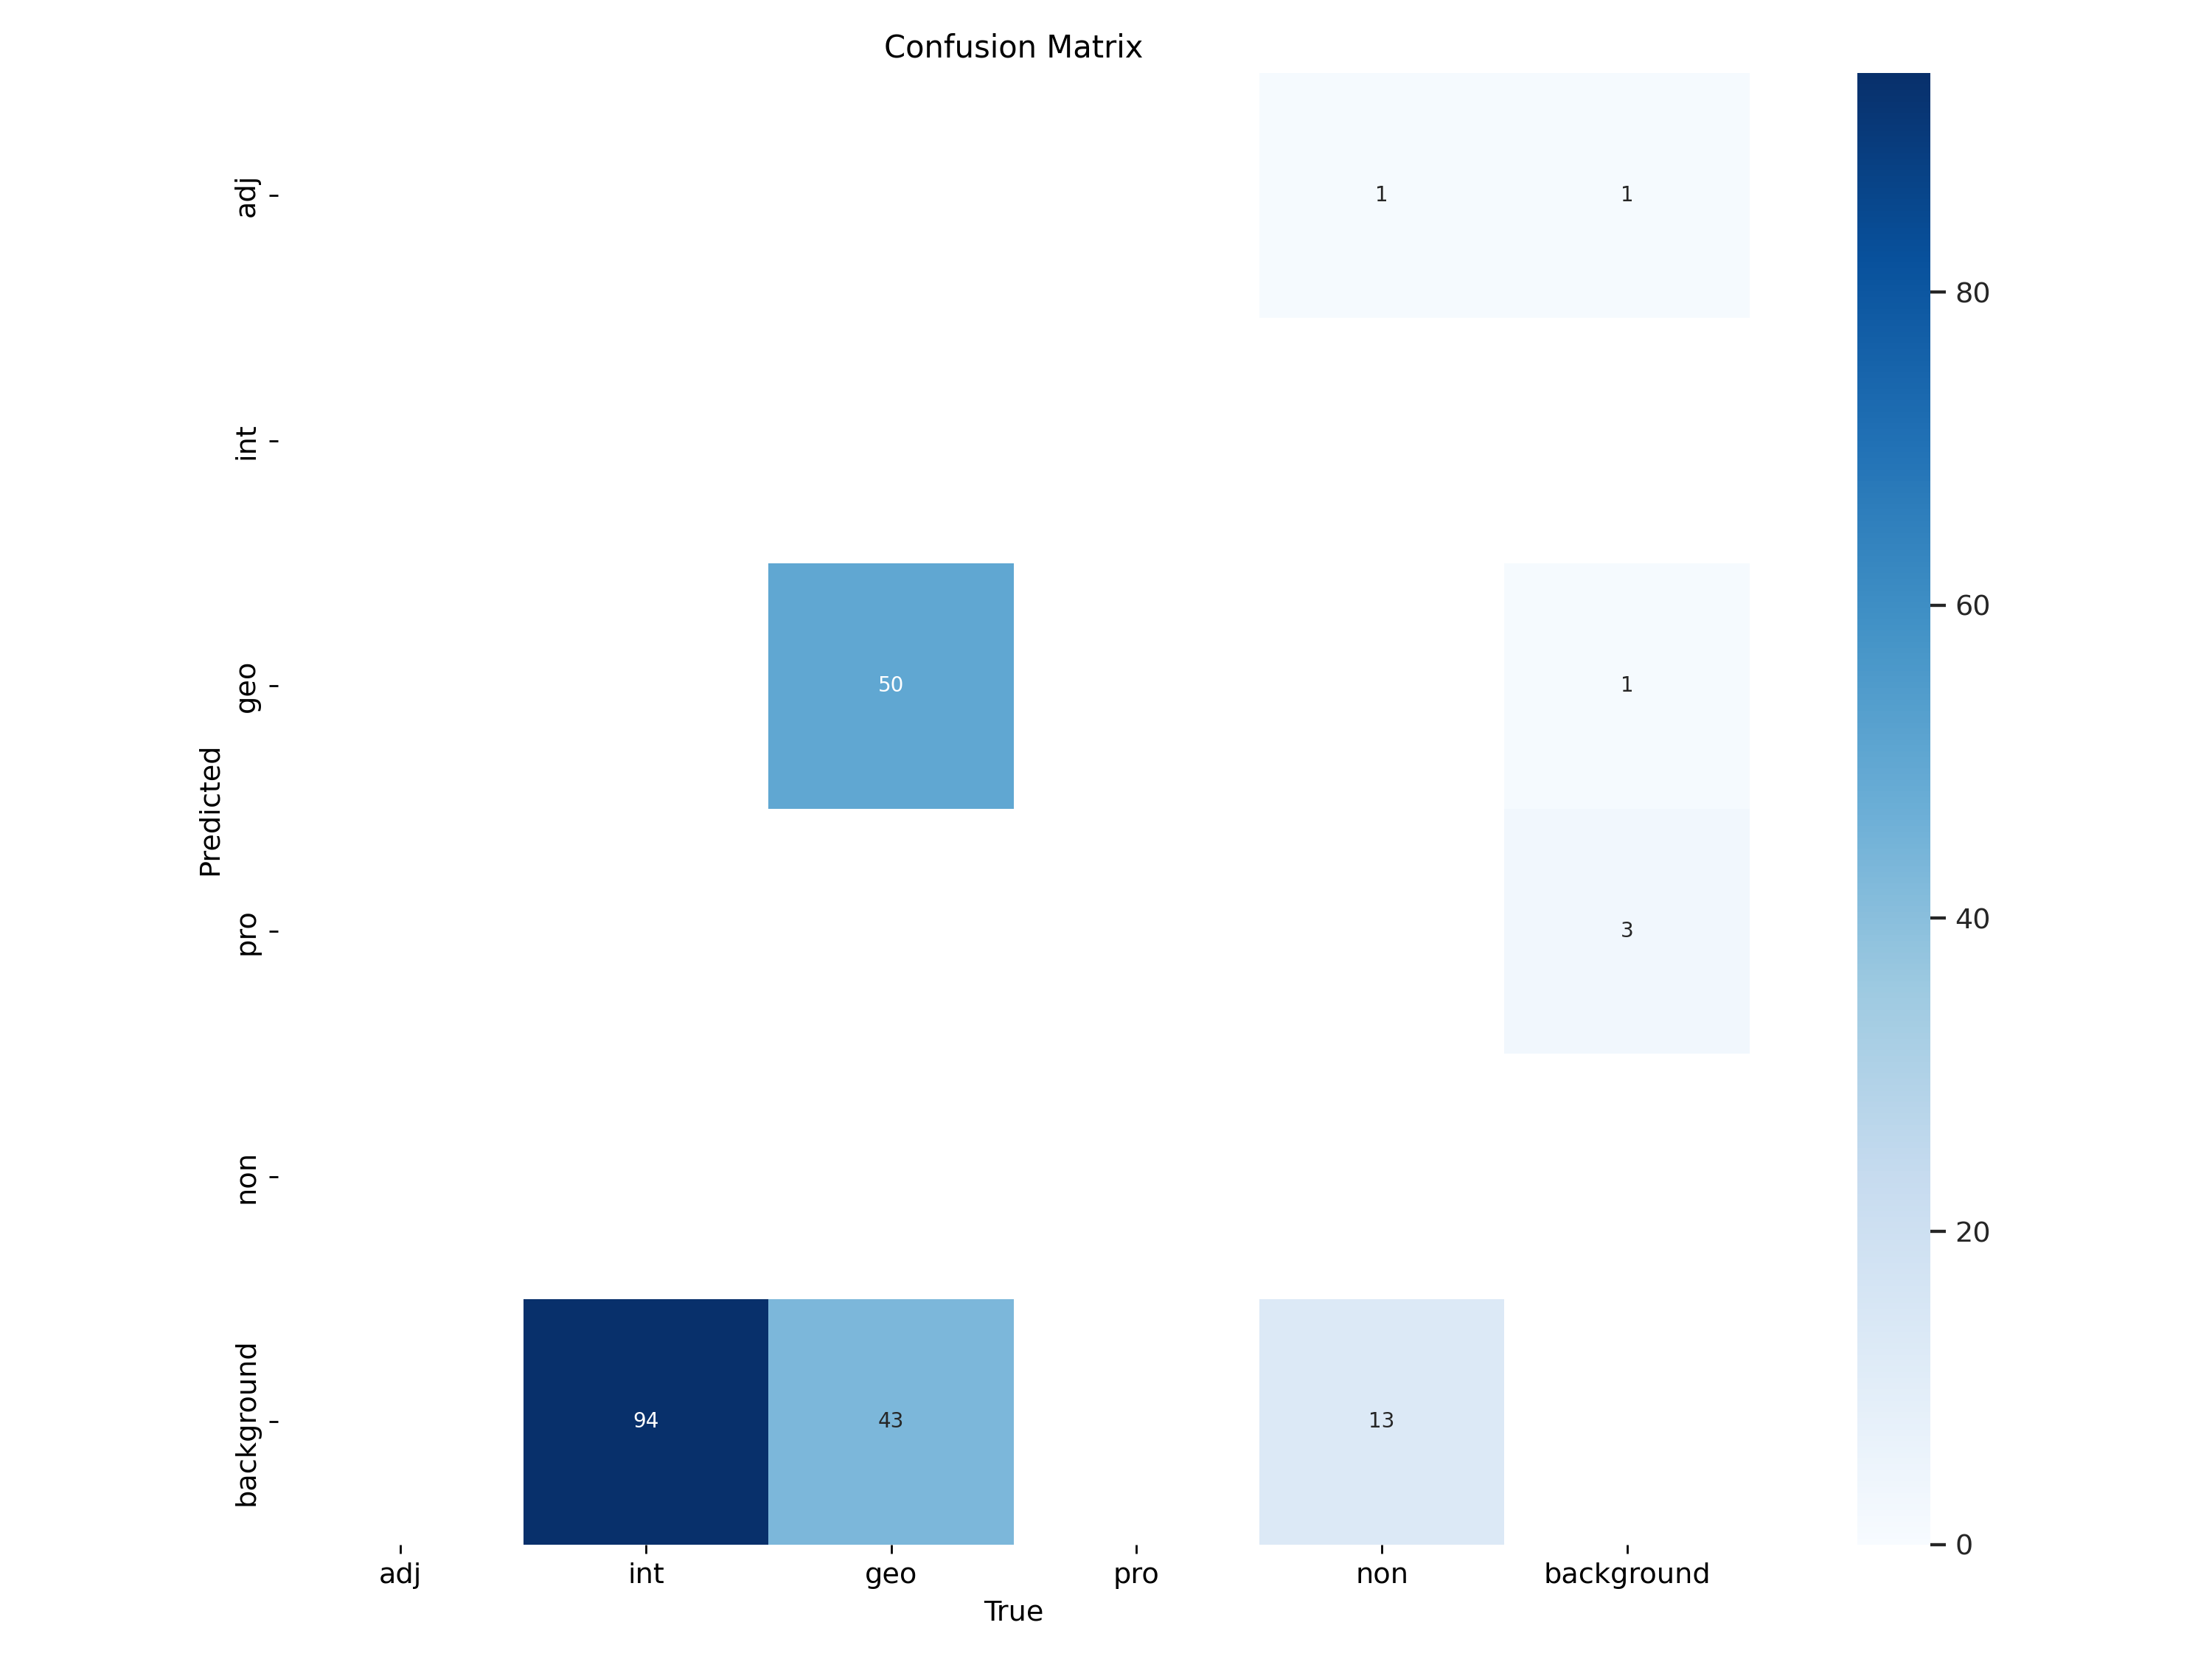 Confusion Matrix
adj
1
1
80
int
60
geo
50
1
Predicted
pro
3
40
non
20
background
94
43
13
0
adj int geo pro non background
True